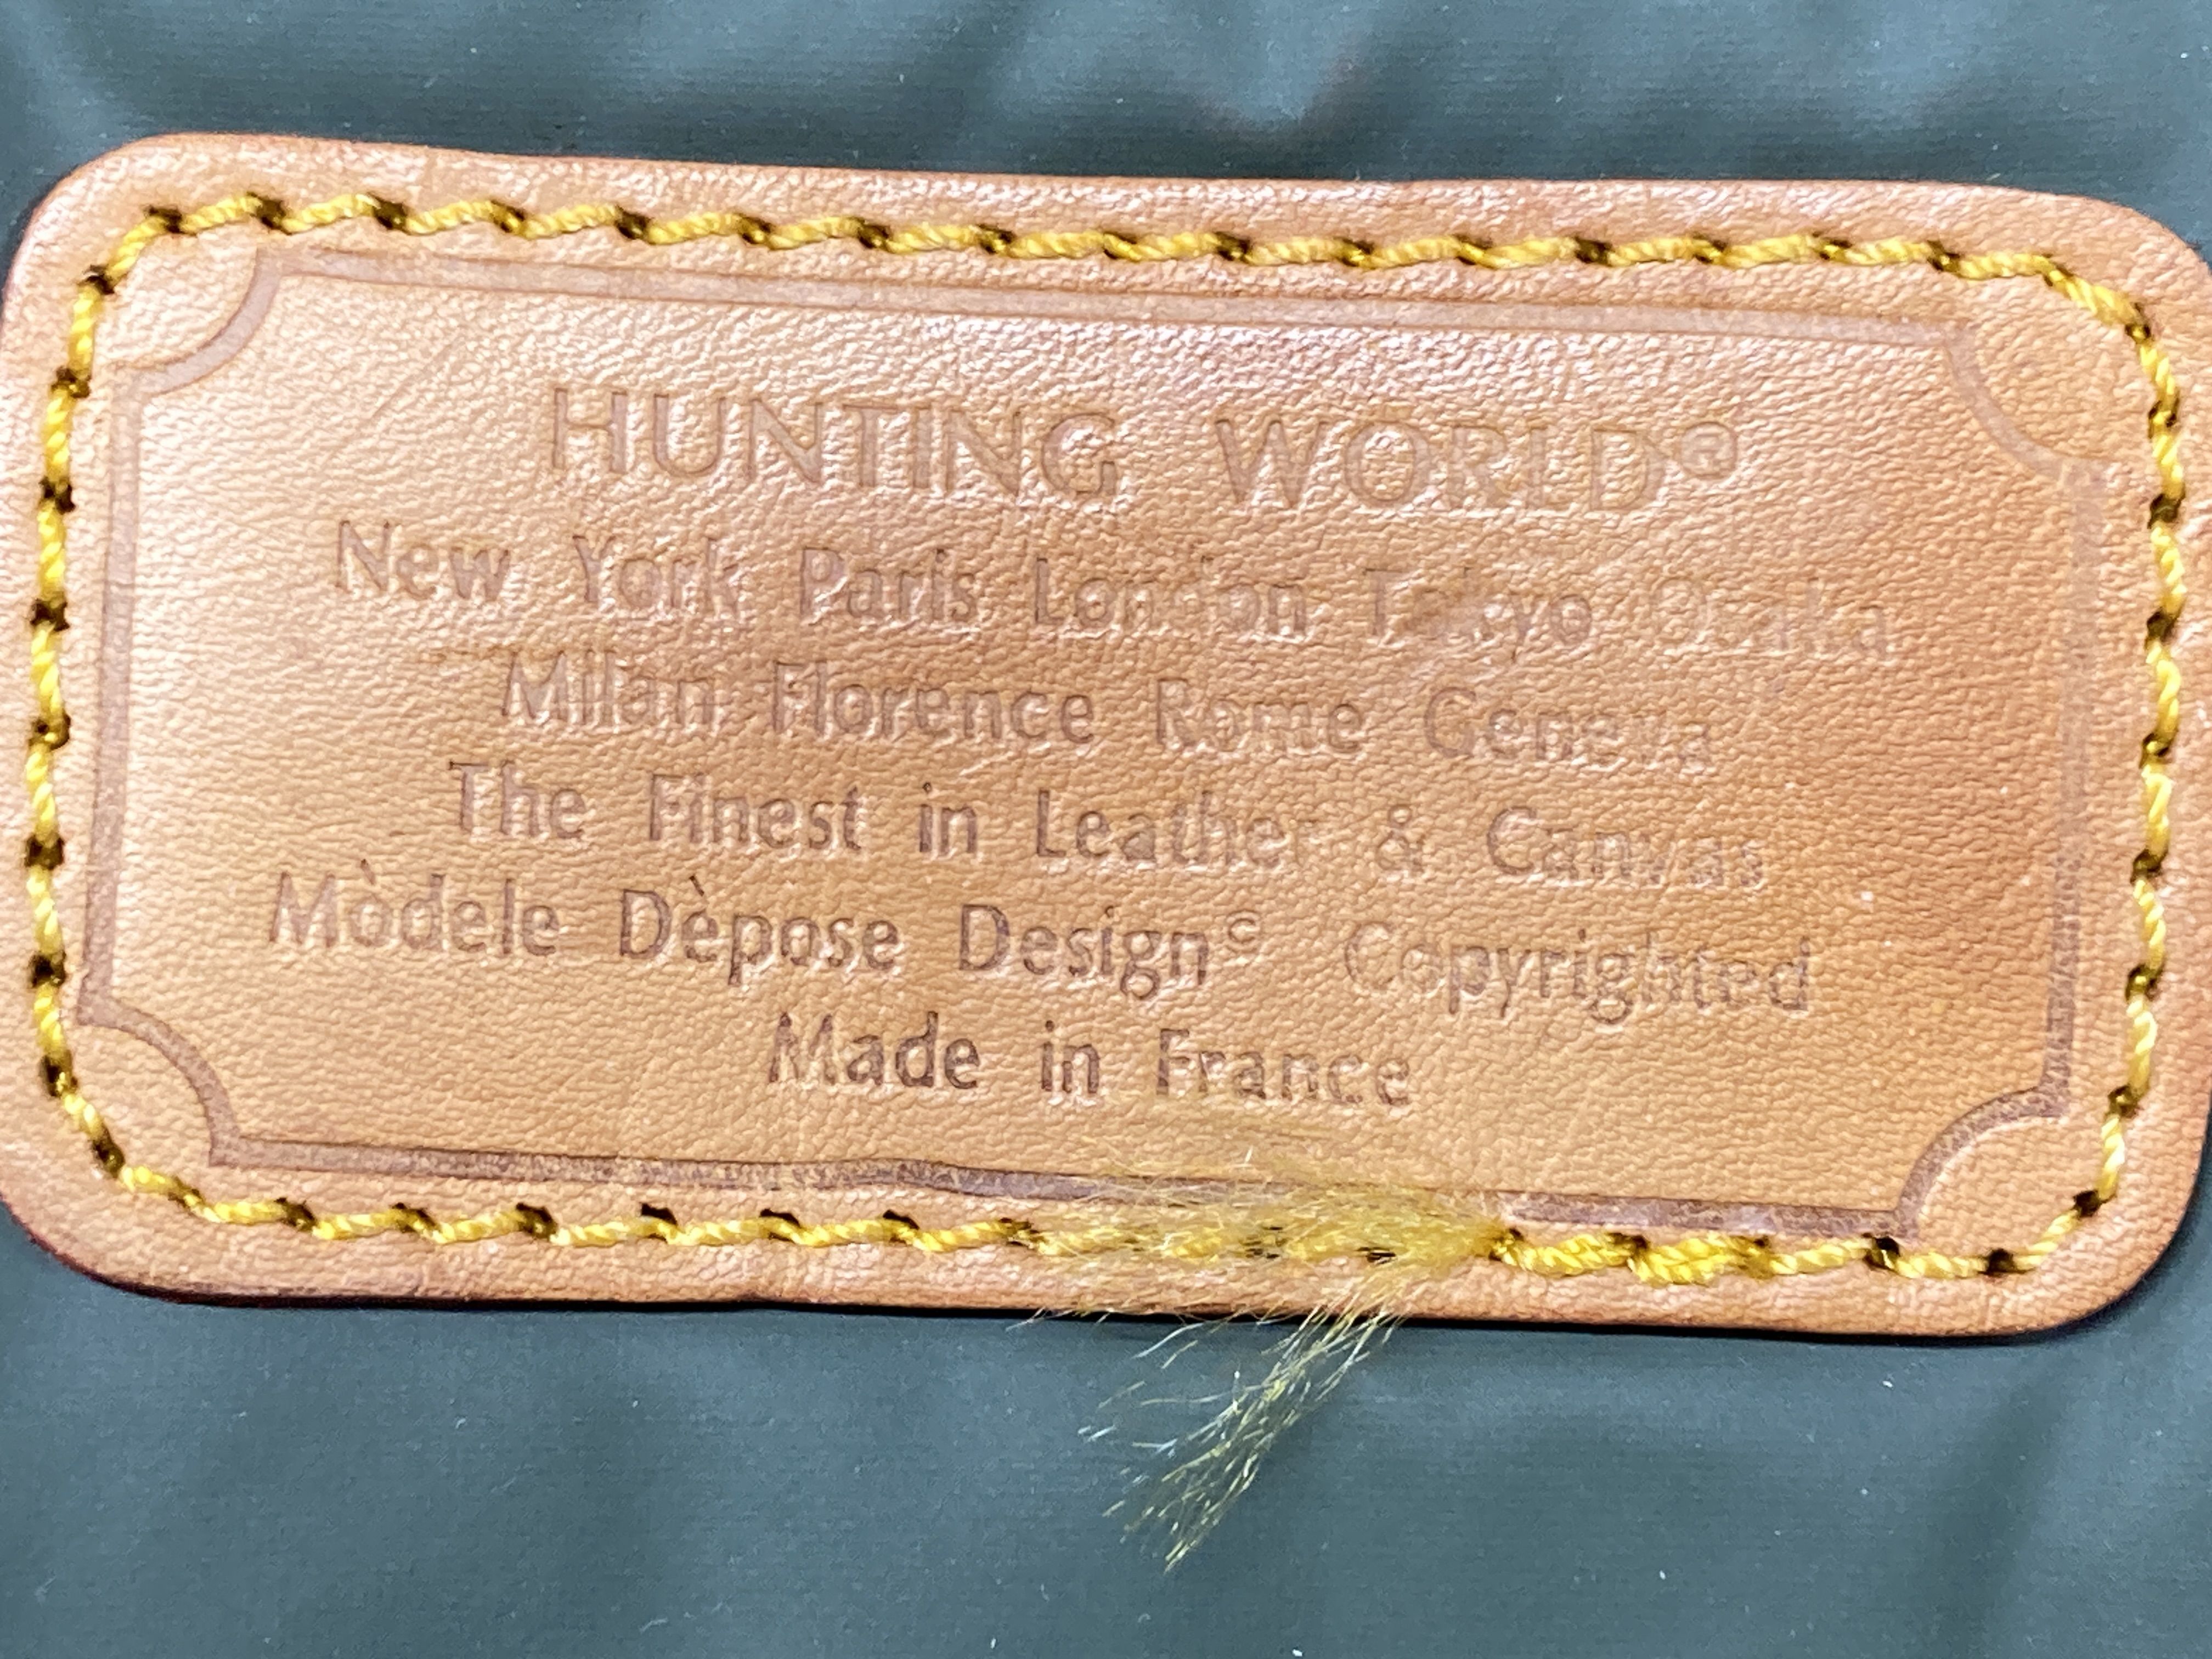 HUNTING WORLD®
New York Paris London Tokyo Osaka
Milan Florence Rome Geneva
The Finest in Leather & Canvas
Mòdele Dèpose Design© Copyrighted
Made in France